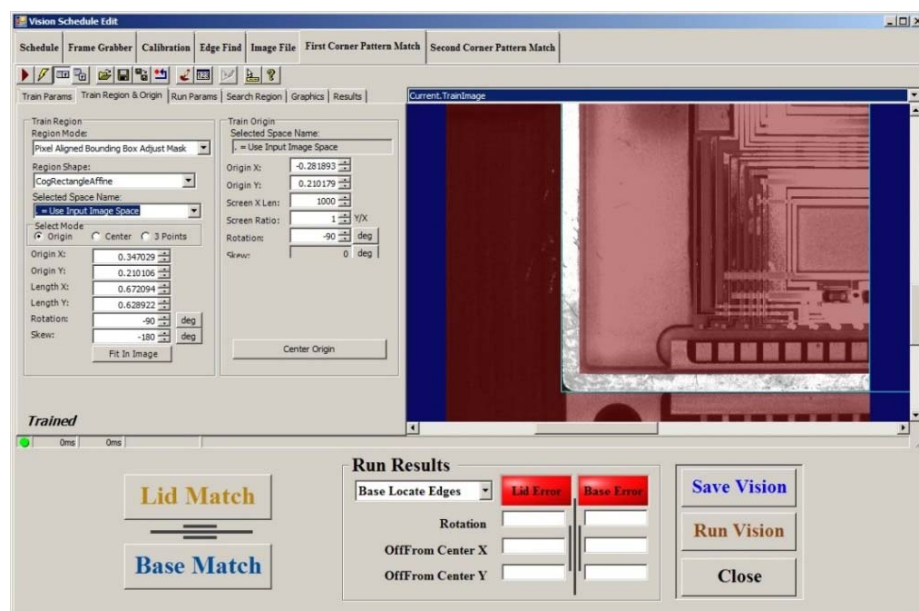 Vision Schedule Edit
Schedule Frame Grabber Calibration Edge Find Image File First Corner Pattern Match Second Corner Pattern Match
Train Params Train Region & Origin Run Params Search Region Graphics Results
Current.TrainImage
Train Region
Region Mode:
Pixel Aligned Bounding Box Adjust Mask
Region Shape:
CogRectangleAffine
Selected Space Name:
. = Use Input Image Space
Select Mode
Origin Center 3 Points
Origin X: 0.347029
Origin Y: 0.210106
Length X: 0.672094
Length Y: 0.628922
Rotation: -90 deg
Skew: -180 deg
Fit In Image
Train Origin
Selected Space Name:
. = Use Input Image Space
Origin X: -0.281893
Origin Y: 0.210179
Screen X Len: 1000
Screen Ratio: 1 Y/X
Rotation: -90 deg
Skew: 0 deg
Center Origin
Trained
0ms 0ms
Lid Match
Base Match
Run Results
Base Locate Edges Lid Error Base Error
Rotation
OffFrom Center X
OffFrom Center Y
Save Vision
Run Vision
Close